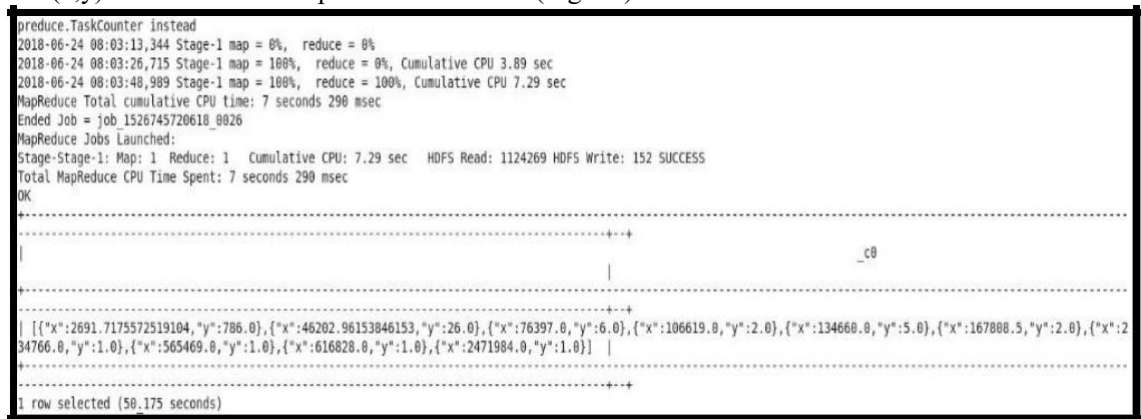 preduce.TaskCounter instead
2018-06-24 08:03:13,344 Stage-1 map = 0%,  reduce = 0%
2018-06-24 08:03:26,715 Stage-1 map = 100%,  reduce = 0%, Cumulative CPU 3.89 sec
2018-06-24 08:03:48,989 Stage-1 map = 100%,  reduce = 100%, Cumulative CPU 7.29 sec
MapReduce Total cumulative CPU time: 7 seconds 290 msec
Ended Job = job_1526745720618_0026
MapReduce Jobs Launched:
Stage-Stage-1: Map: 1  Reduce: 1   Cumulative CPU: 7.29 sec   HDFS Read: 1124269 HDFS Write: 152 SUCCESS
Total MapReduce CPU Time Spent: 7 seconds 290 msec
OK
_c0
| [{"x":2691.7175572519104,"y":786.0},{"x":46202.96153846153,"y":26.0},{"x":76397.0,"y":6.0},{"x":106619.0,"y":2.0},{"x":134660.0,"y":5.0},{"x":167808.5,"y":2.0},{"x":2
34766.0,"y":1.0},{"x":565469.0,"y":1.0},{"x":616828.0,"y":1.0},{"x":2471984.0,"y":1.0}] |
1 row selected (50.175 seconds)